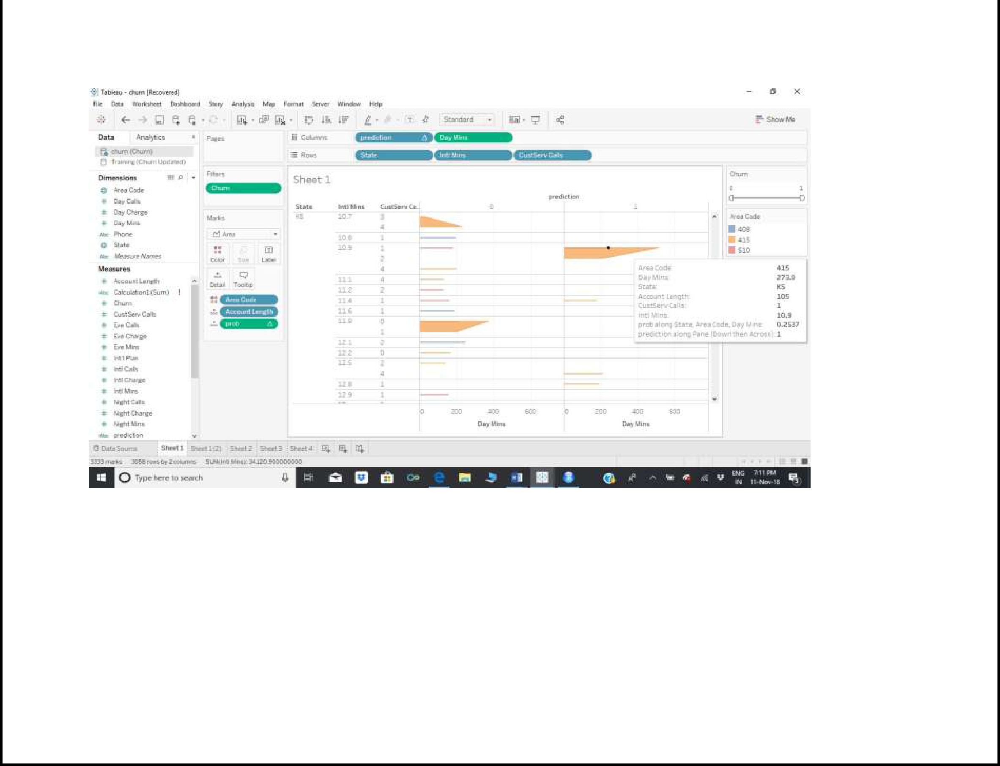 Tableau - churn [Recovered]
File Data Worksheet Dashboard Story Analysis Map Format Server Window Help
Standard
Show Me
Data Analytics
churn (Churn)
Training (Churn Updated)
Dimensions
Area Code
Day Calls
Day Charge
Day Mins
Abc Phone
State
Abc Measure Names
Measures
Account Length
Calculation1 (Sum) !
Churn
CustServ Calls
Eve Calls
Eve Charge
Eve Mins
Int'l Plan
Intl Calls
Intl Charge
Intl Mins
Night Calls
Night Charge
Night Mins
prediction
Pages
Filters
Churn
Marks
Area
Color Size Label
Detail Tooltip
Area Code
Account Length
prob
Columns prediction Day Mins
Rows State Intl Mins CustServ Calls
Sheet 1
prediction
State Intl Mins CustServ Ca.. 0 1
KS 10.7 3
4
1
1
2
4
11.1 4
11.2 2
11.4 1
11.6 1
11.8 0
1
12.1 2
12.2 0
2
4
12.8 1
12.9 1
0 200 400 600 0 200 400 600
Day Mins Day Mins
Churn
0 1
Area Code
408
415
510
Area Code: 415
Day Mins: 273.9
State: KS
Account Length: 105
CustServ Calls: 1
Intl Mins: 10.9
prob along State, Area Code, Day Mins: 0.2537
prediction along Pane (Down then Across): 1
Data Source Sheet 1 Sheet 1 (2) Sheet 2 Sheet 3 Sheet 4
3333 marks 3058 rows by 2 columns SUM(Intl Mins): 34,120.900000000
Type here to search
ENG 7:11 PM
IN 11-Nov-18
3